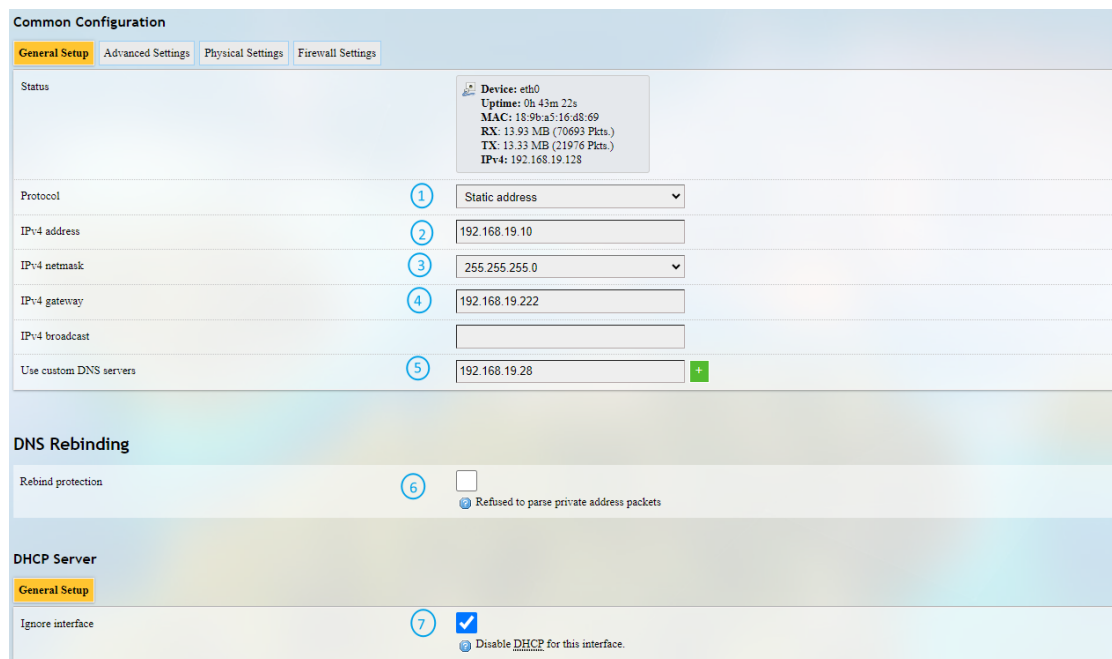 Common Configuration
General Setup Advanced Settings Physical Settings Firewall Settings
Status
Device: eth0
Uptime: 0h 43m 22s
MAC: 18:9b:a5:16:d8:69
RX: 13.93 MB (70693 Pkts.)
TX: 13.33 MB (21976 Pkts.)
IPv4: 192.168.19.128
Protocol 1 Static address
IPv4 address 2 192.168.19.10
IPv4 netmask 3 255.255.255.0
IPv4 gateway 4 192.168.19.222
IPv4 broadcast
Use custom DNS servers 5 192.168.19.28 +
DNS Rebinding
Rebind protection 6
? Refused to parse private address packets
DHCP Server
General Setup
Ignore interface 7
? Disable DHCP for this interface.